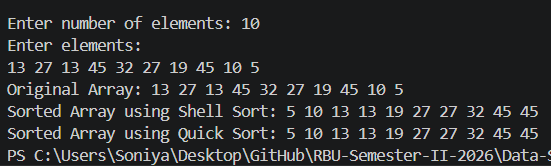 Enter number of elements: 10
Enter elements:
13 27 13 45 32 27 19 45 10 5
Original Array: 13 27 13 45 32 27 19 45 10 5
Sorted Array using Shell Sort: 5 10 13 13 19 27 27 32 45 45
Sorted Array using Quick Sort: 5 10 13 13 19 27 27 32 45 45
PS C:\Users\Soniya\Desktop\GitHub\RBU-Semester-II-2026\Data-